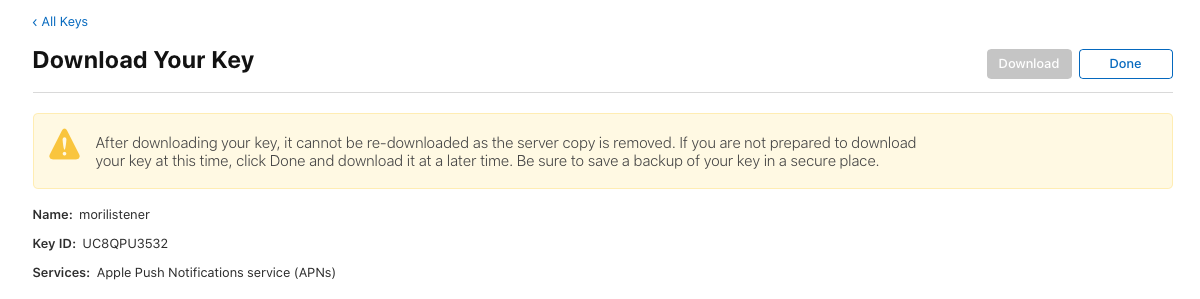 ‹ All Keys
Download Your Key
Download
Done
After downloading your key, it cannot be re-downloaded as the server copy is removed. If you are not prepared to download
your key at this time, click Done and download it at a later time. Be sure to save a backup of your key in a secure place.
Name: morilistener
Key ID: UC8QPU3532
Services: Apple Push Notifications service (APNs)